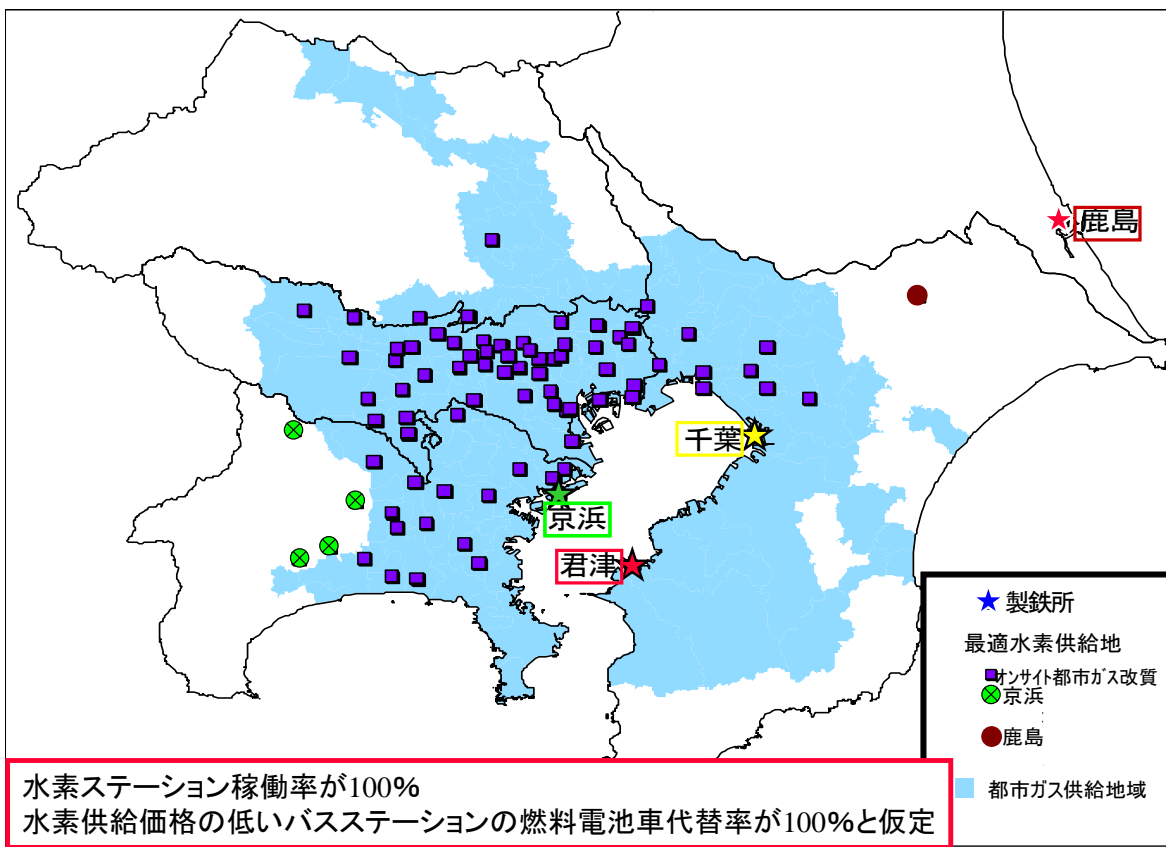 鹿島
千葉
京浜
君津
製鉄所
最適水素供給地
オンサイト都市ガス改質
京浜
鹿島
都市ガス供給地域
水素ステーション稼働率が100%
水素供給価格の低いバスステーションの燃料電池車代替率が100%と仮定